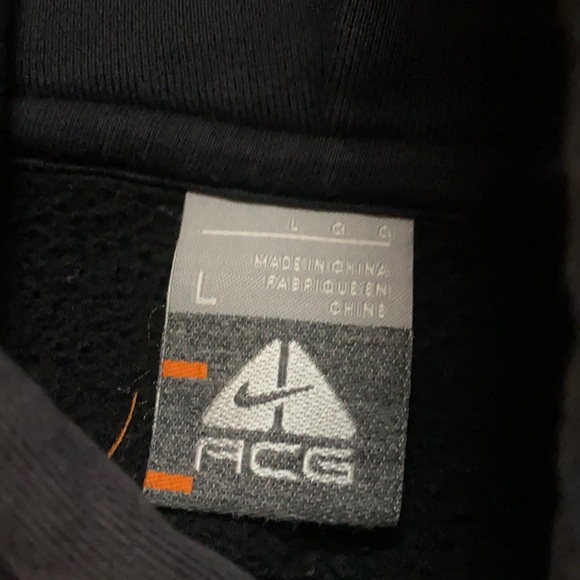 L G G
MADE IN CHINA
FABRIQUE EN
CHINE
L
ACG